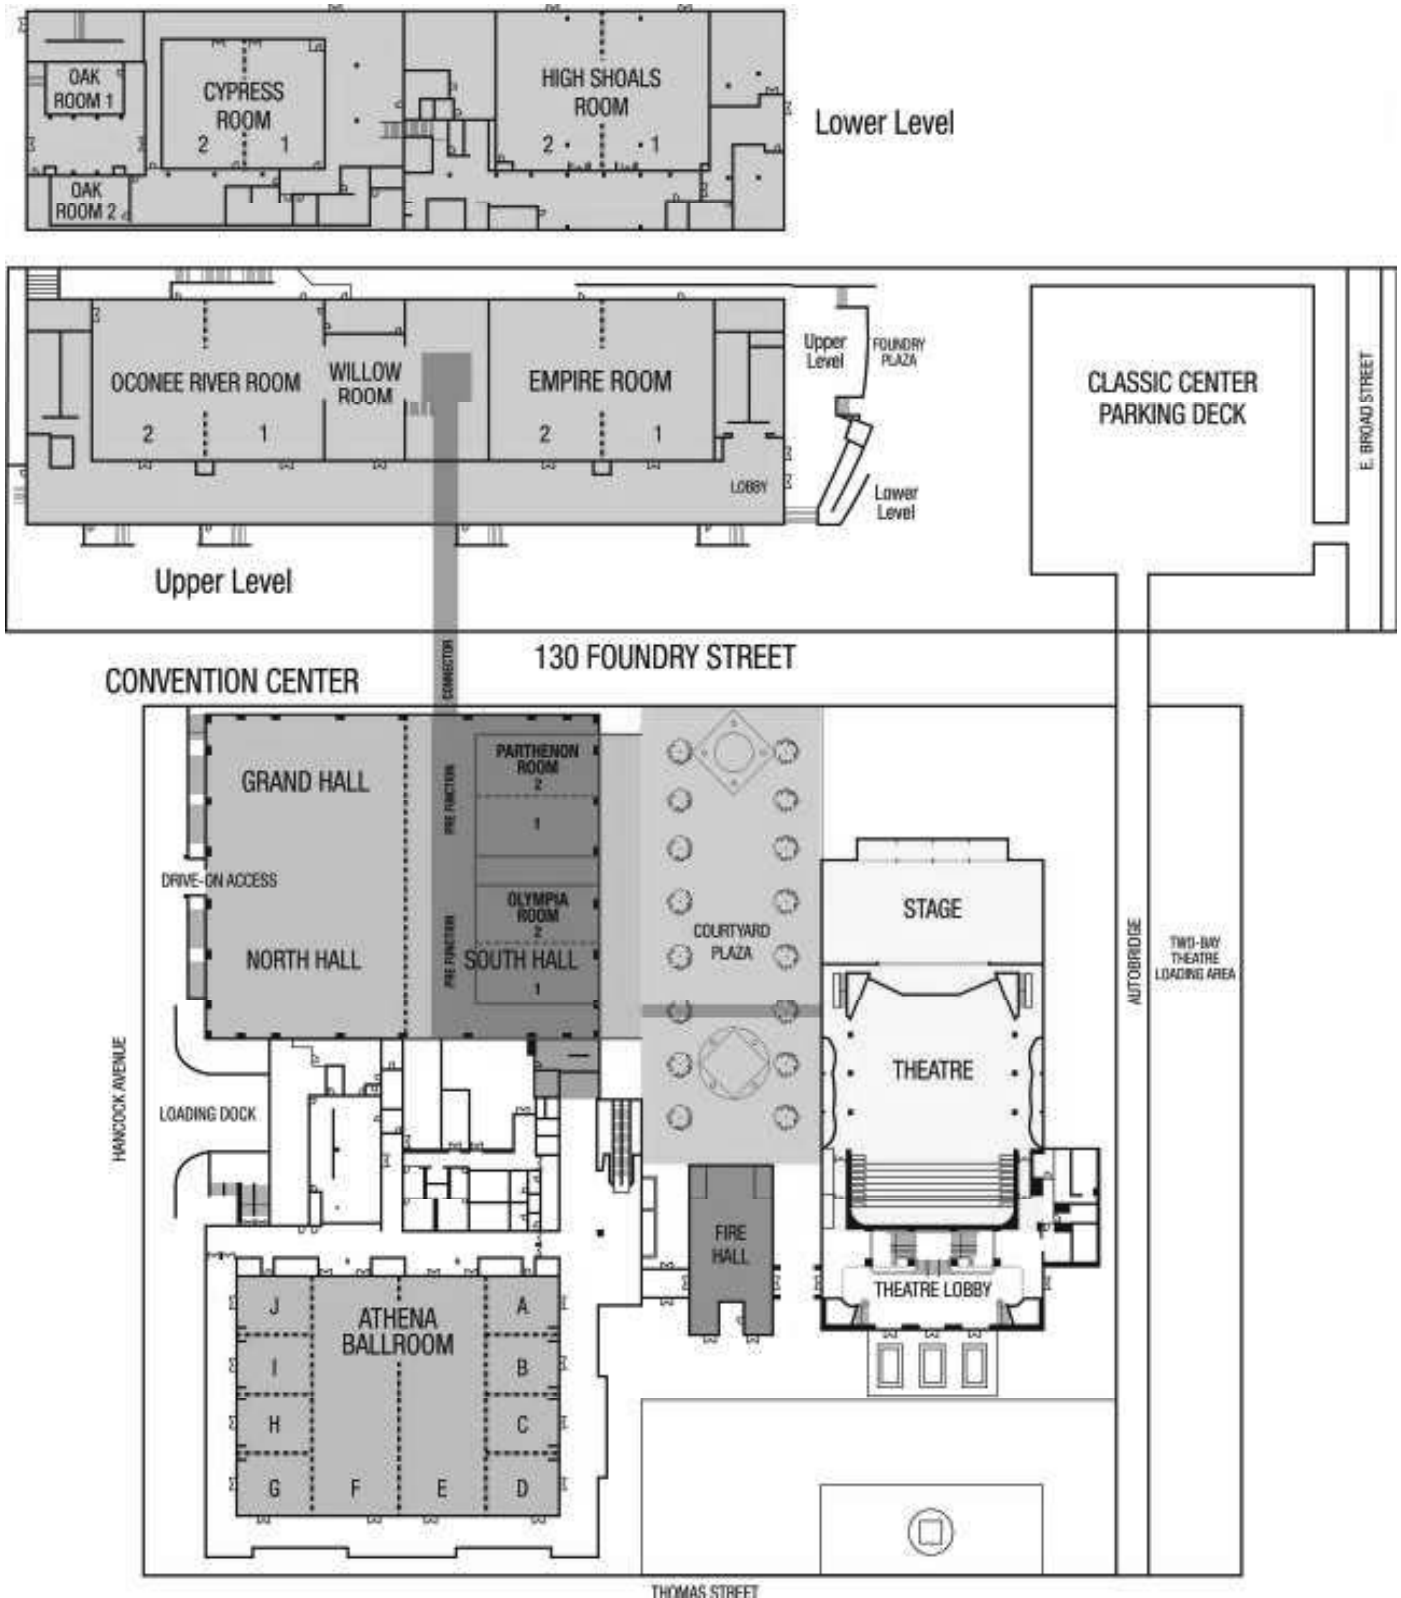 OAK
ROOM 1
CYPRESS
ROOM
2
1
HIGH SHOALS
ROOM
2
1
OAK
ROOM 2
Lower Level
OCONEE RIVER ROOM
2
1
WILLOW
ROOM
EMPIRE ROOM
2
1
LOBBY
Upper
Level
FOUNDRY
PLAZA
Lower
Level
CLASSIC CENTER
PARKING DECK
E. BROAD STREET
Upper Level
CONNECTOR
130 FOUNDRY STREET
CONVENTION CENTER
GRAND HALL
PRE FUNCTION
PARTHENON
ROOM
2
1
DRIVE-ON ACCESS
NORTH HALL
PRE FUNCTION
OLYMPIA
ROOM
2
SOUTH HALL
1
COURTYARD
PLAZA
STAGE
THEATRE
AUTOBRIDGE
TWO-BAY
THEATRE
LOADING AREA
HANCOCK AVENUE
LOADING DOCK
FIRE
HALL
THEATRE LOBBY
ATHENA
BALLROOM
J
A
I
B
H
C
G
F
E
D
THOMAS STREET